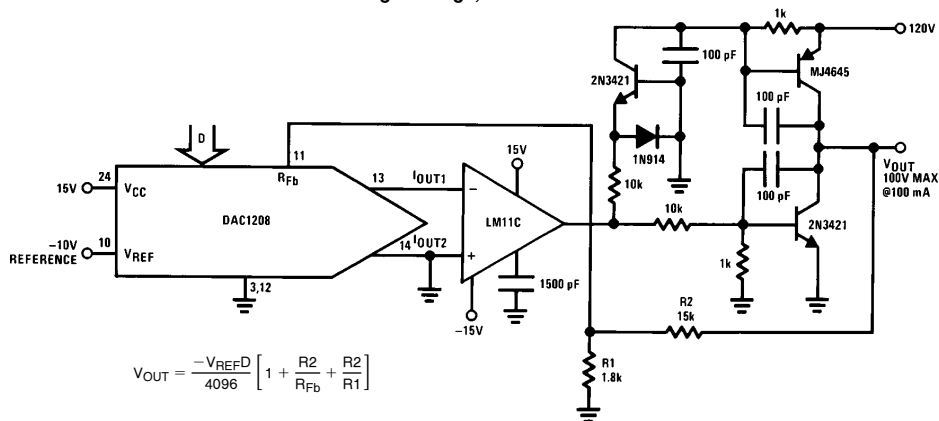 1k
120V
100 pF
2N3421
MJ4645
100 pF
D
11
R_Fb
15V
1N914
V_OUT
100V MAX
@100 mA
24
15V
V_CC
13
I_OUT1
−
10k
100 pF
DAC1208
LM11C
10k
2N3421
−10V
REFERENCE
10
V_REF
14
I_OUT2
+
3,12
1500 pF
1k
−15V
R2
15k
R1
1.8k
V_OUT = −V_REF D / 4096 [1 + R2/R_Fb + R2/R1]